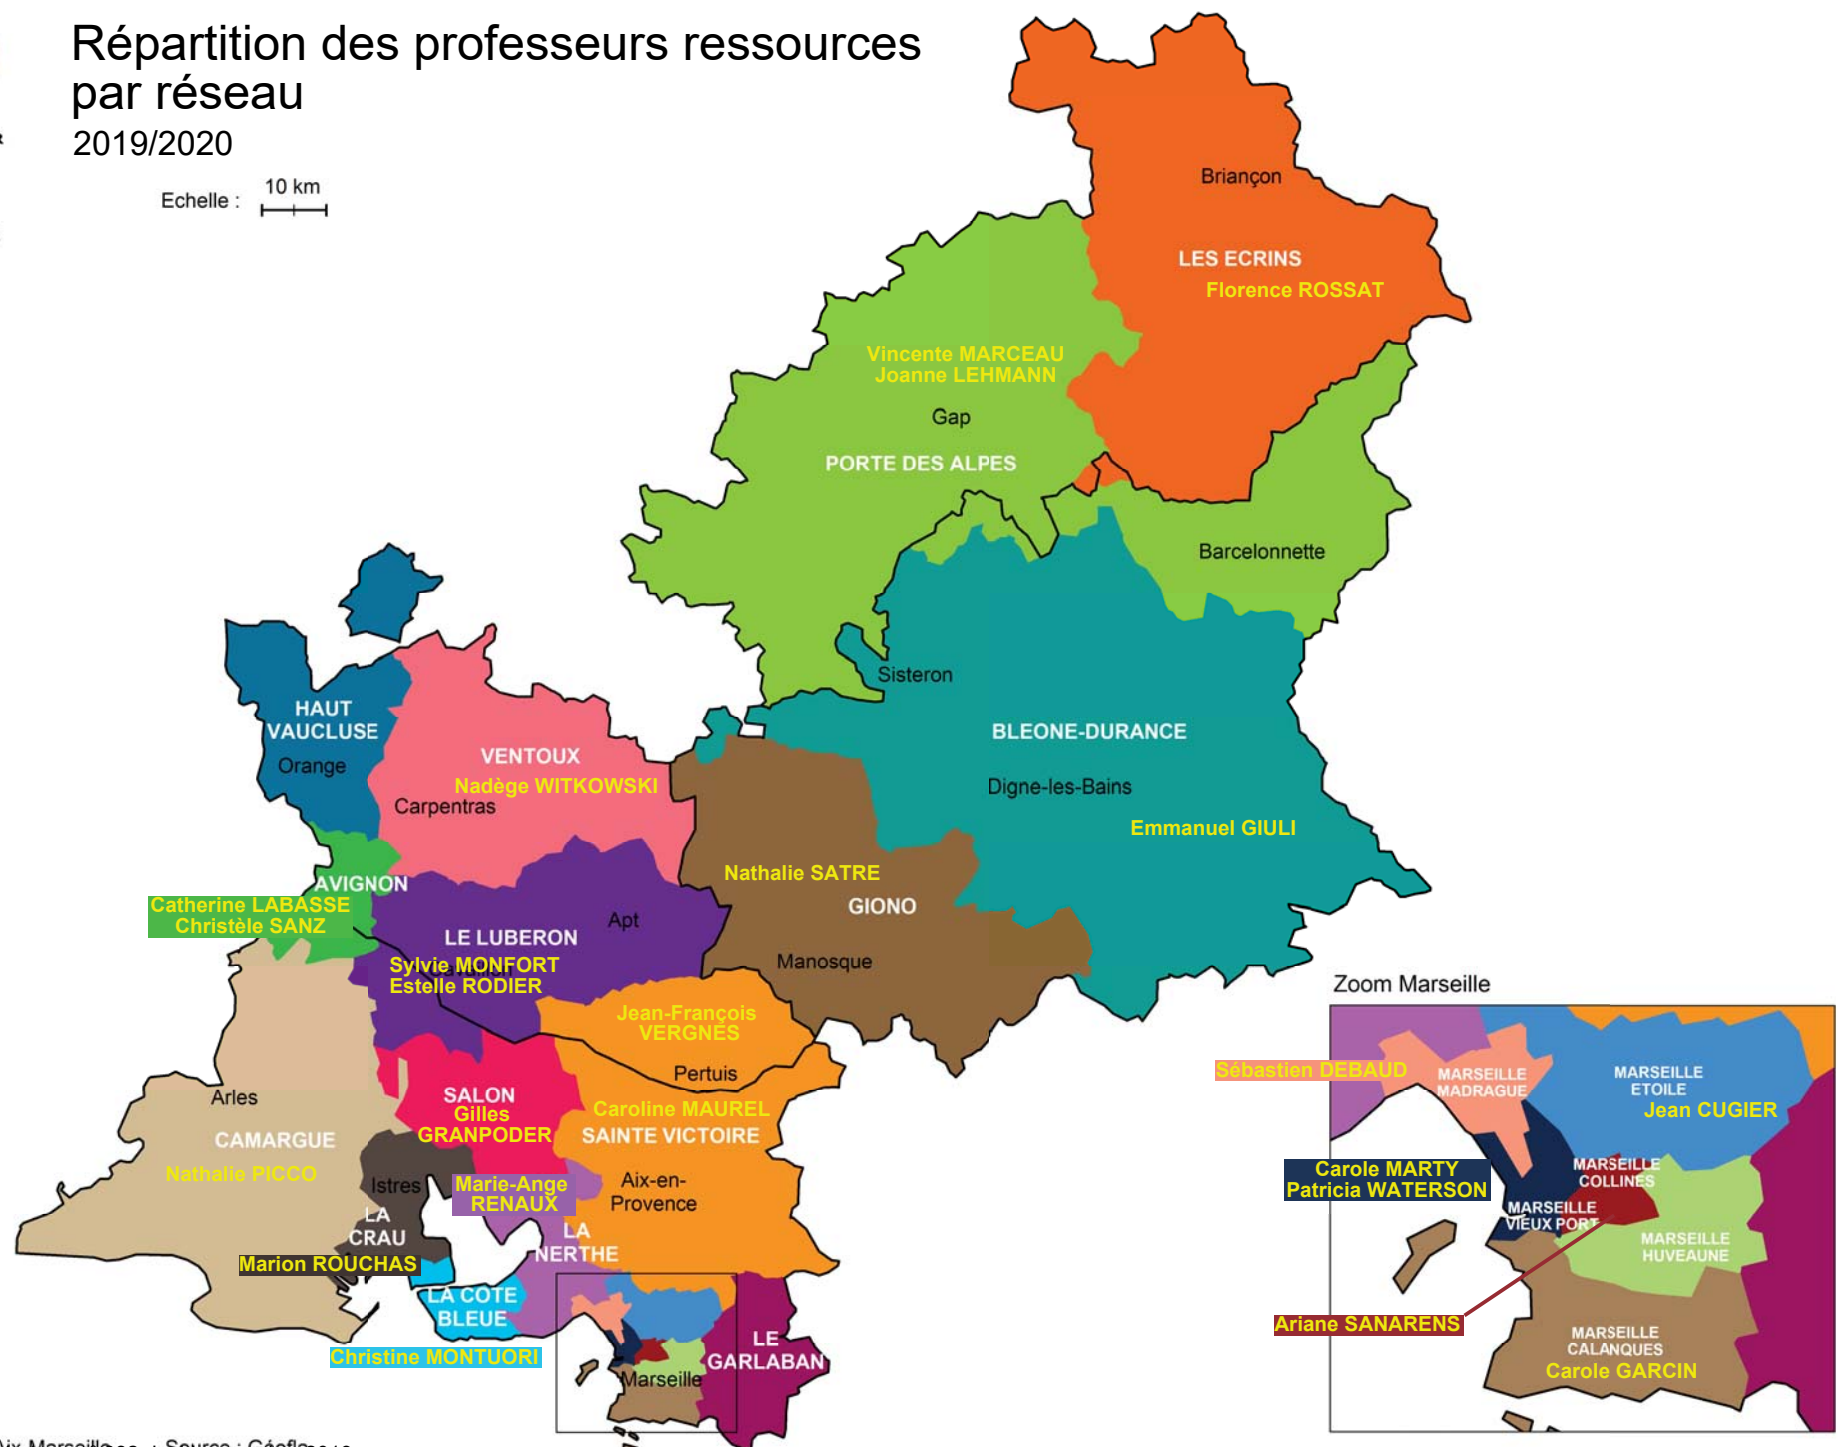 Répartition des professeurs ressources
par réseau
2019/2020
Echelle :
10 km
Briançon
LES ECRINS
Florence ROSSAT
Vincente MARCEAU
Joanne LEHMANN
Gap
PORTE DES ALPES
Barcelonnette
Sisteron
HAUT
VAUCLUSE
Orange
VENTOUX
Nadège WITKOWSKI
Carpentras
BLEONE-DURANCE
Digne-les-Bains
Emmanuel GIULI
Nathalie SATRE
GIONO
Manosque
AVIGNON
Catherine LABASSE
Christèle SANZ
Apt
LE LUBERON
Sylvie MONFORT
Estelle RODIER
Jean-François
VERGNES
Pertuis
Arles
CAMARGUE
Nathalie PICCO
SALON
Gilles
GRANPODER
Caroline MAUREL
SAINTE VICTOIRE
Aix-en-
Provence
Istres
Marie-Ange
RENAUX
LA
CRAU
LA
NERTHE
Marion ROUCHAS
LA COTE
BLEUE
Christine MONTUORI
LE
GARLABAN
Marseille
Zoom Marseille
Sébastien DEBAUD
MARSEILLE
MADRAGUE
MARSEILLE
ETOILE
Jean CUGIER
Carole MARTY
Patricia WATERSON
MARSEILLE
COLLINES
MARSEILLE
VIEUX PORT
MARSEILLE
HUVEAUNE
Ariane SANARENS
MARSEILLE
CALANQUES
Carole GARCIN